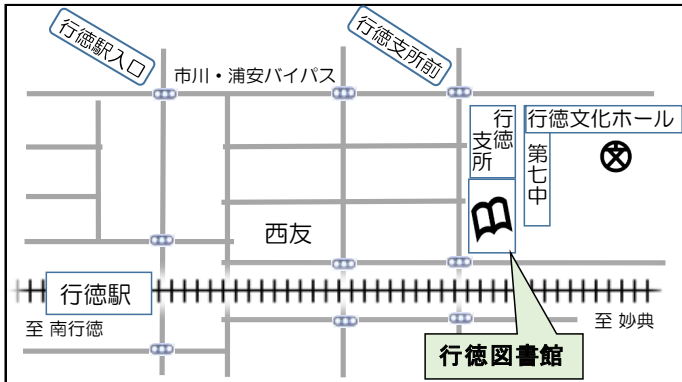 行徳駅入口
市川・浦安バイパス
行徳支所前
行徳
支所
行徳文化ホール
第七中
文
西友
行徳駅
至 南行徳
至 妙典
行徳図書館